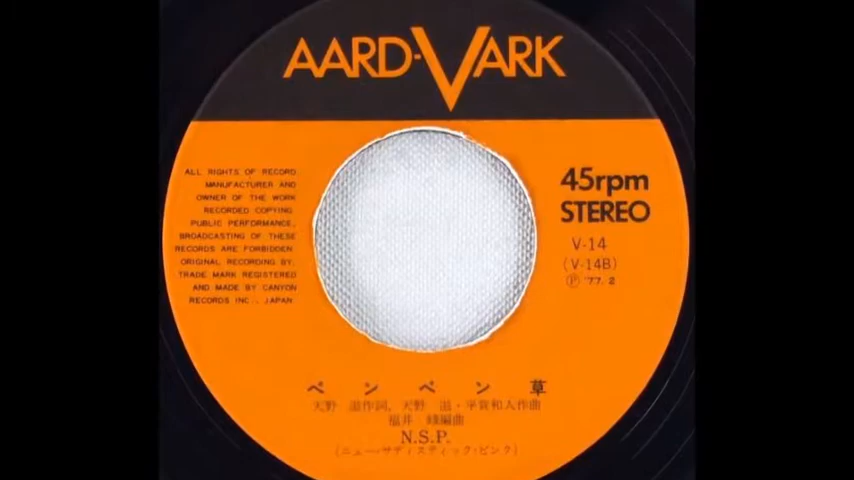 AARD-VARK
ALL RIGHTS OF RECORD
MANUFACTURER AND
OWNER OF THE WORK
RECORDED COPYING.
PUBLIC PERFORMANCE,
BROADCASTING OF THESE
RECORDS ARE FORBIDDEN.
ORIGINAL RECORDING BY.
TRADE MARK REGISTERED
AND MADE BY CANYON
RECORDS INC., JAPAN.
45rpm
STEREO
V-14
(V-14B)
Ⓟ '77. 2
ペンペン草
天野 滋作詞, 天野 滋・平賀和人作曲
福井 峻編曲
N.S.P.
(ニュー・サディスティック・ピンク)